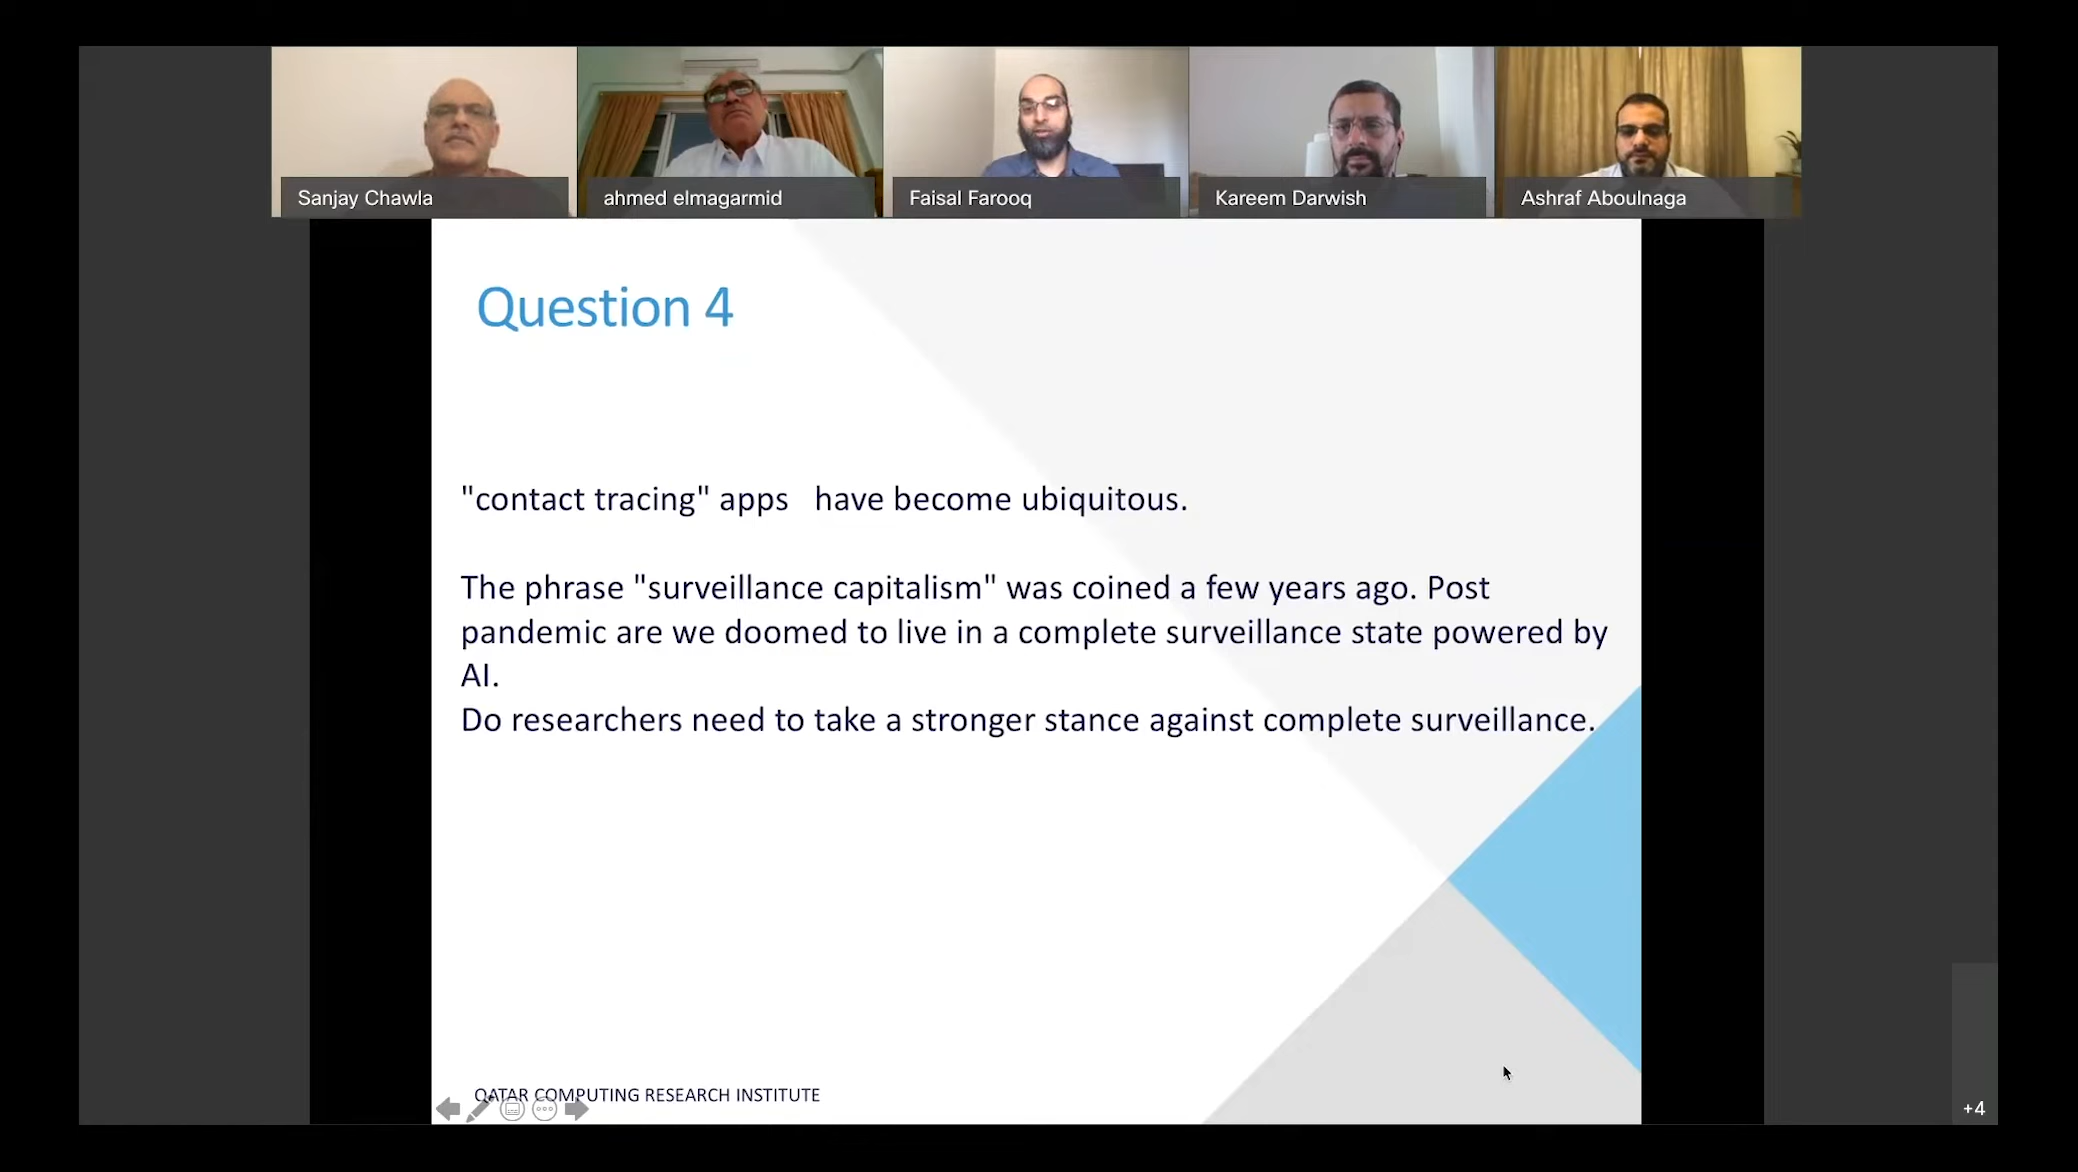 Sanjay Chawla
ahmed elmagarmid
Faisal Farooq
Kareem Darwish
Ashraf Aboulnaga
Question 4
"contact tracing" apps   have become ubiquitous.
The phrase "surveillance capitalism" was coined a few years ago. Post
pandemic are we doomed to live in a complete surveillance state powered by
AI.
Do researchers need to take a stronger stance against complete surveillance.
QATAR COMPUTING RESEARCH INSTITUTE
+4